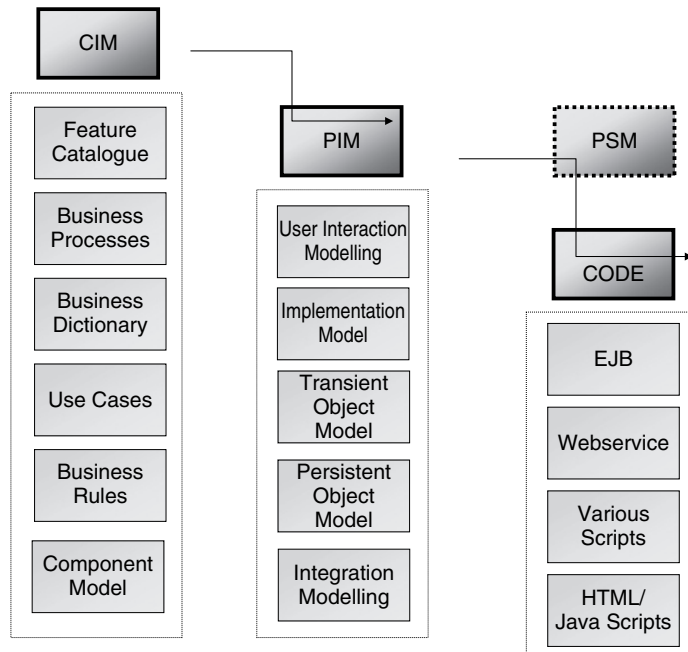 CIM
Feature
Catalogue
Business
Processes
Business
Dictionary
Use Cases
Business
Rules
Component
Model
PIM
User Interaction
Modelling
Implementation
Model
Transient
Object
Model
Persistent
Object
Model
Integration
Modelling
PSM
CODE
EJB
Webservice
Various
Scripts
HTML/
Java Scripts